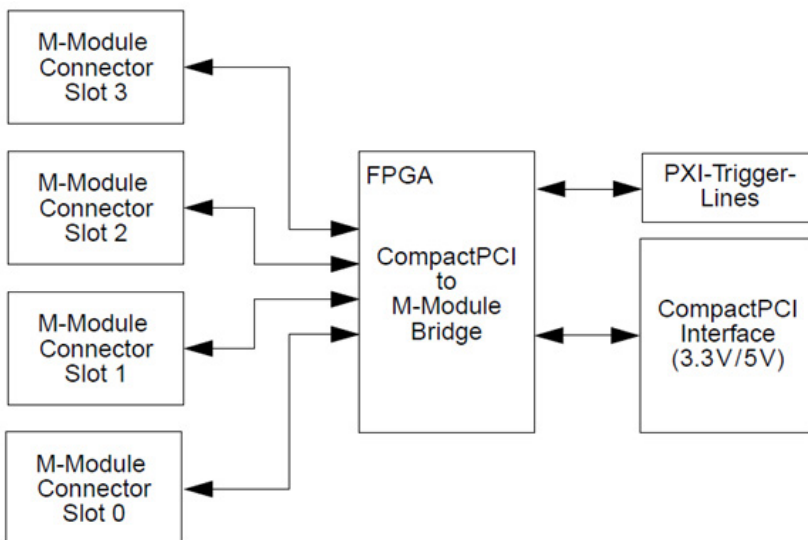 M-Module
Connector
Slot 3
M-Module
Connector
Slot 2
M-Module
Connector
Slot 1
M-Module
Connector
Slot 0
FPGA
CompactPCI
to
M-Module
Bridge
PXI-Trigger-
Lines
CompactPCI
Interface
(3.3V/5V)